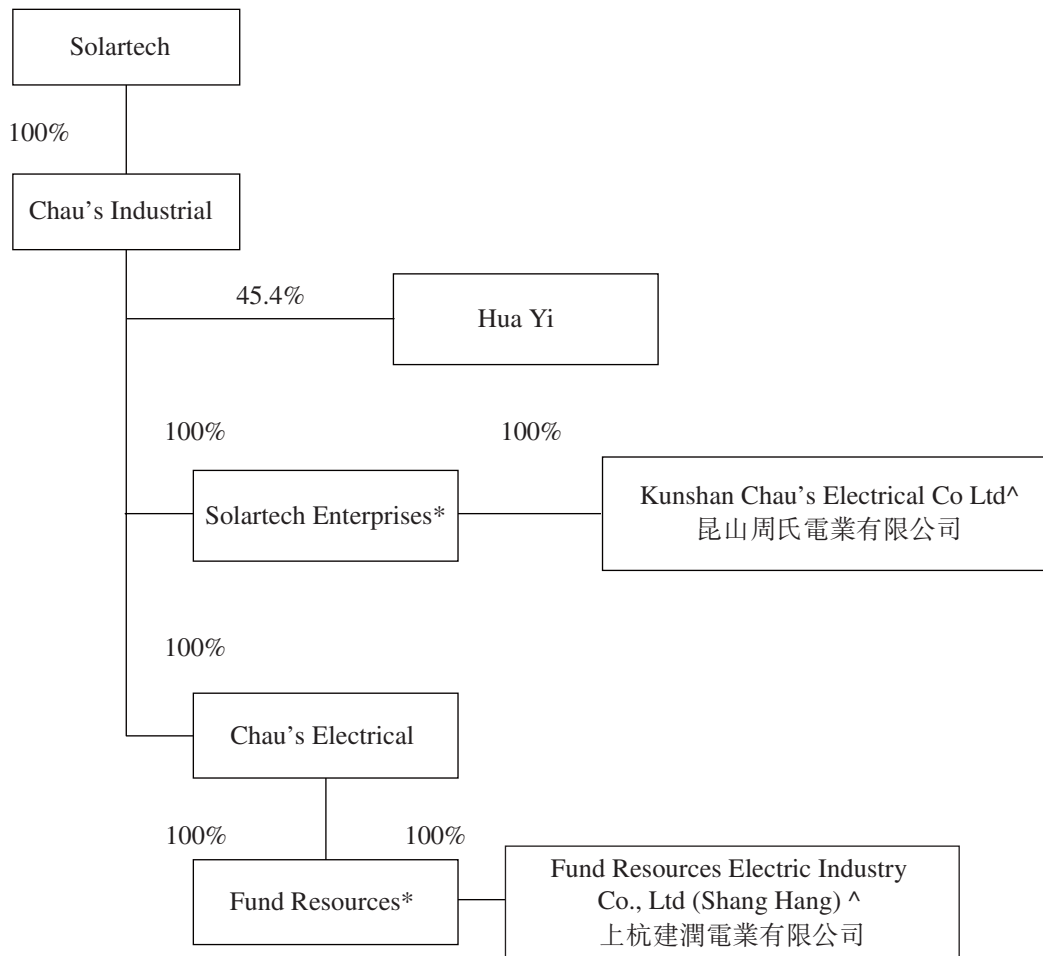 Solartech
100%
Chau's Industrial
45.4%
Hua Yi
100%
100%
Solartech Enterprises*
Kunshan Chau's Electrical Co Ltd^
昆山周氏電業有限公司
100%
Chau's Electrical
100%
100%
Fund Resources*
Fund Resources Electric Industry
Co., Ltd (Shang Hang) ^
上杭建潤電業有限公司